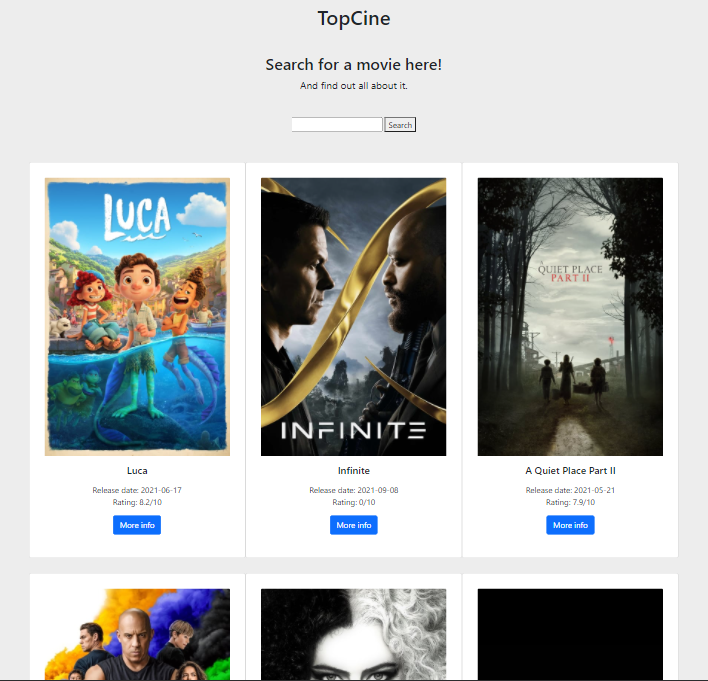 TopCine
Search for a movie here!
And find out all about it.
Search
LUCA
INFINITE
A QUIET PLACE
PART II
Luca
Infinite
A Quiet Place Part II
Release date: 2021-06-17
Release date: 2021-09-08
Release date: 2021-05-21
Rating: 8.2/10
Rating: 0/10
Rating: 7.9/10
More info
More info
More info